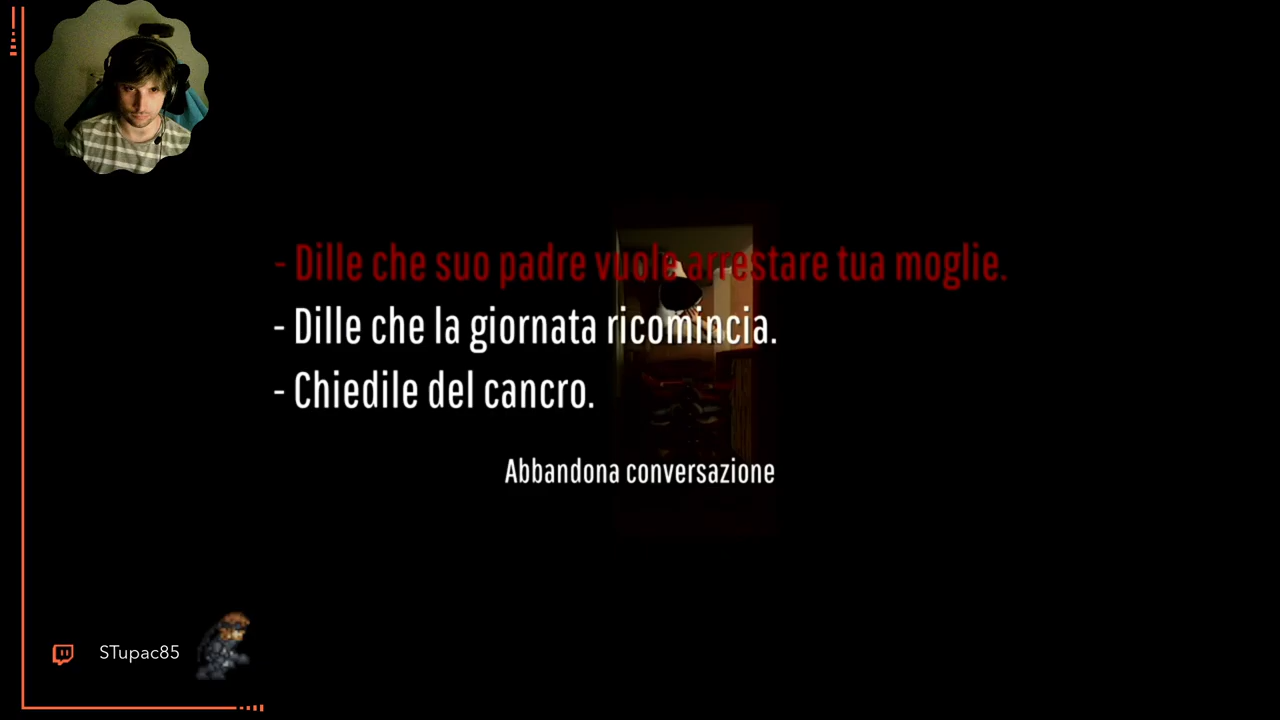 - Dille che suo padre vuole arrestare tua moglie.
- Dille che la giornata ricomincia.
- Chiedile del cancro.
Abbandona conversazione
STupac85